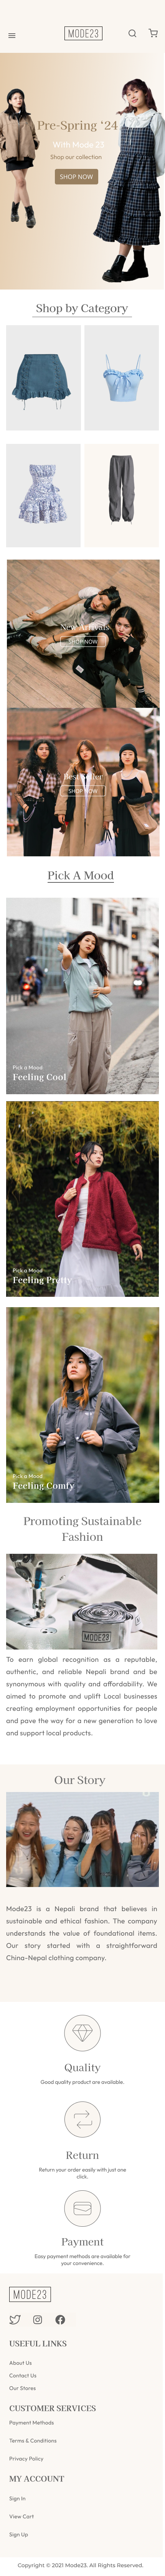 MODE23
Pre-Spring ‘24
With Mode 23
Shop our collection
SHOP NOW
Shop by Category
New Arrivals
SHOP NOW
Best Seller
SHOP NOW
Pick A Mood
Pick a Mood
Feeling Cool
Pick a Mood
Feeling Pretty
Pick a Mood
Feeling Comfy
Promoting Sustainable
Fashion
MODE23
To earn global recognition as a reputable,
authentic, and reliable Nepali brand and be
synonymous with quality and affordability. We
aimed to promote and uplift Local businesses
creating employment opportunities for people
and pave the way for a new generation to love
and support local products.
Our Story
Mode23 is a Nepali brand that believes in
sustainable and ethical fashion. The company
understands the value of foundational items.
Our story started with a straightforward
China-Nepal clothing company.
Quality
Good quality product are available.
Return
Return your order easily with just one
click.
Payment
Easy payment methods are available for
your convenience.
MODE23
USEFUL LINKS
About Us
Contact Us
Our Stores
CUSTOMER SERVICES
Payment Methods
Terms & Conditions
Privacy Policy
MY ACCOUNT
Sign In
View Cart
Sign Up
Copyright © 2021 Mode23. All Rights Reserved.